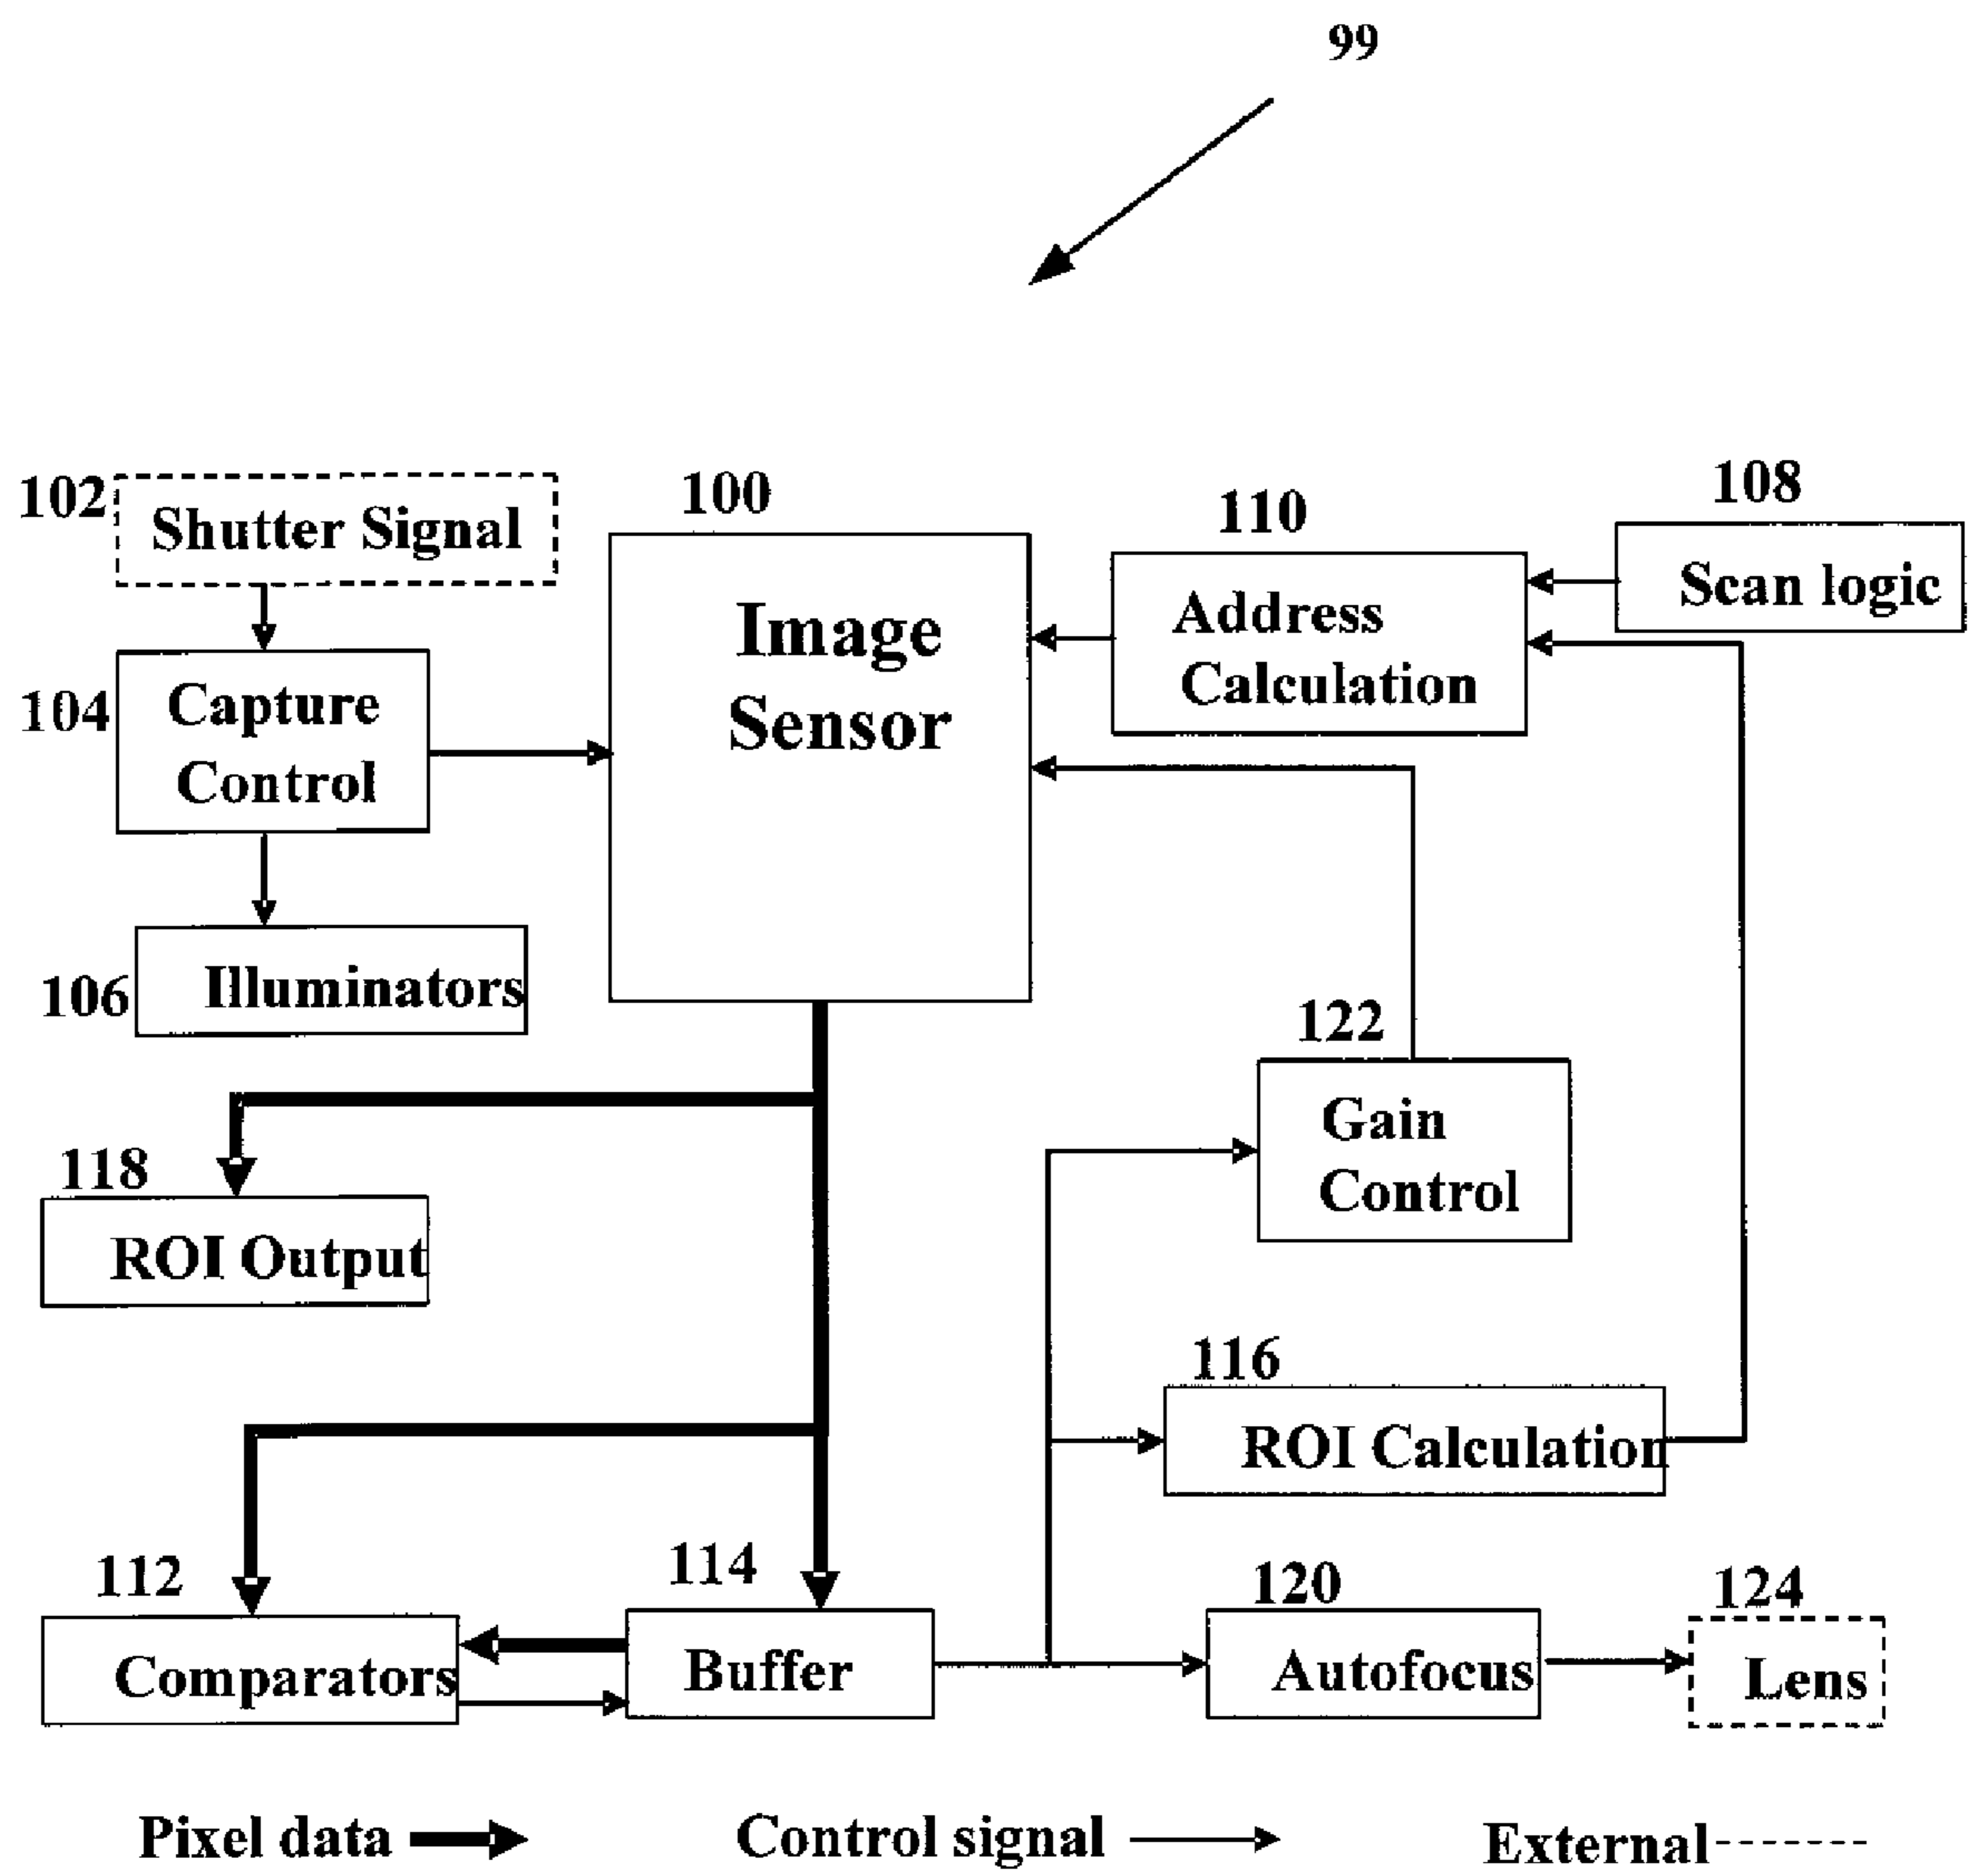 99
102
Shutter Signal
100
Image
Sensor
110
Address
Calculation
108
Scan logic
104
Capture
Control
106
Illuminators
122
Gain
Control
118
ROI Output
116
ROI Calculation
112
Comparators
114
Buffer
120
Autofocus
124
Lens
Pixel data
Control signal
External